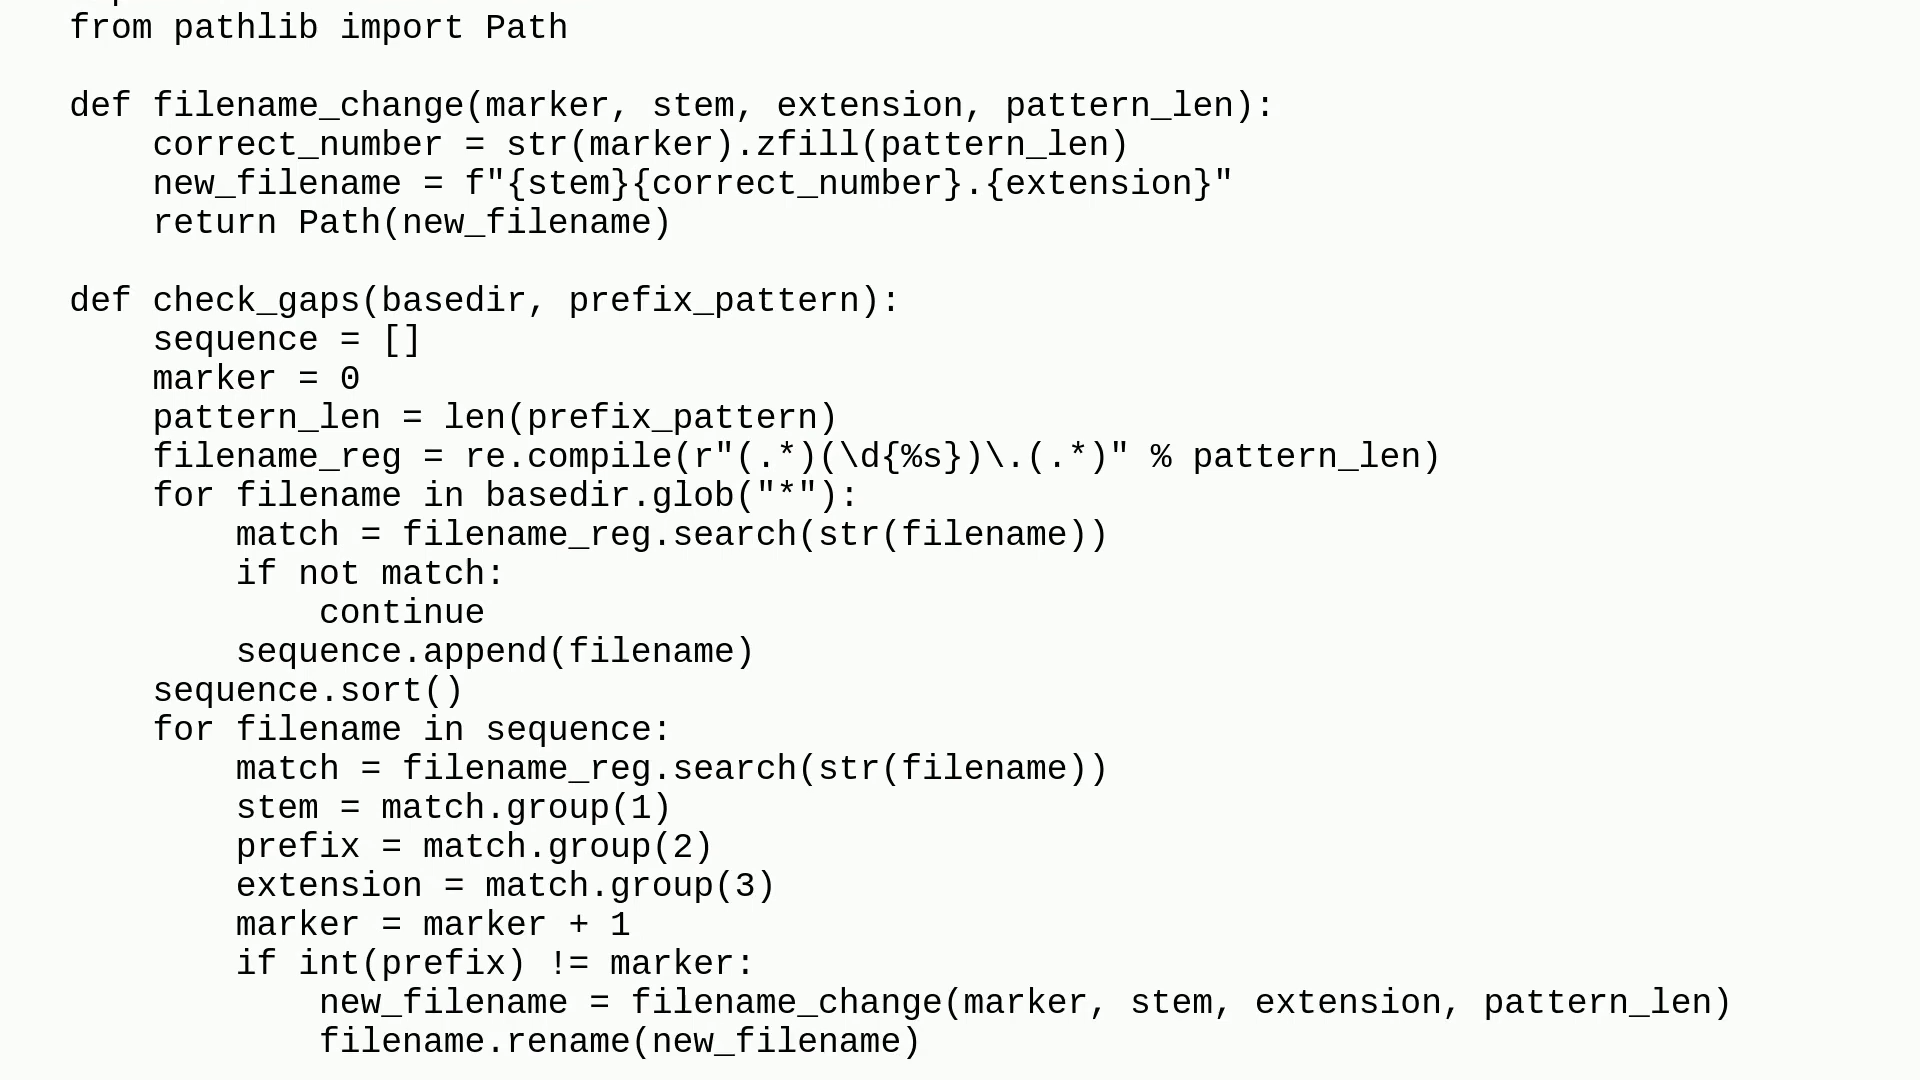 from pathlib import Path
def filename_change(marker, stem, extension, pattern_len):
    correct_number = str(marker).zfill(pattern_len)
    new_filename = f"{stem}{correct_number}.{extension}"
    return Path(new_filename)
def check_gaps(basedir, prefix_pattern):
    sequence = []
    marker = 0
    pattern_len = len(prefix_pattern)
    filename_reg = re.compile(r"(.*)(\d{%s})\.(.*)" % pattern_len)
    for filename in basedir.glob("*"):
        match = filename_reg.search(str(filename))
        if not match:
            continue
        sequence.append(filename)
    sequence.sort()
    for filename in sequence:
        match = filename_reg.search(str(filename))
        stem = match.group(1)
        prefix = match.group(2)
        extension = match.group(3)
        marker = marker + 1
        if int(prefix) != marker:
            new_filename = filename_change(marker, stem, extension, pattern_len)
            filename.rename(new_filename)